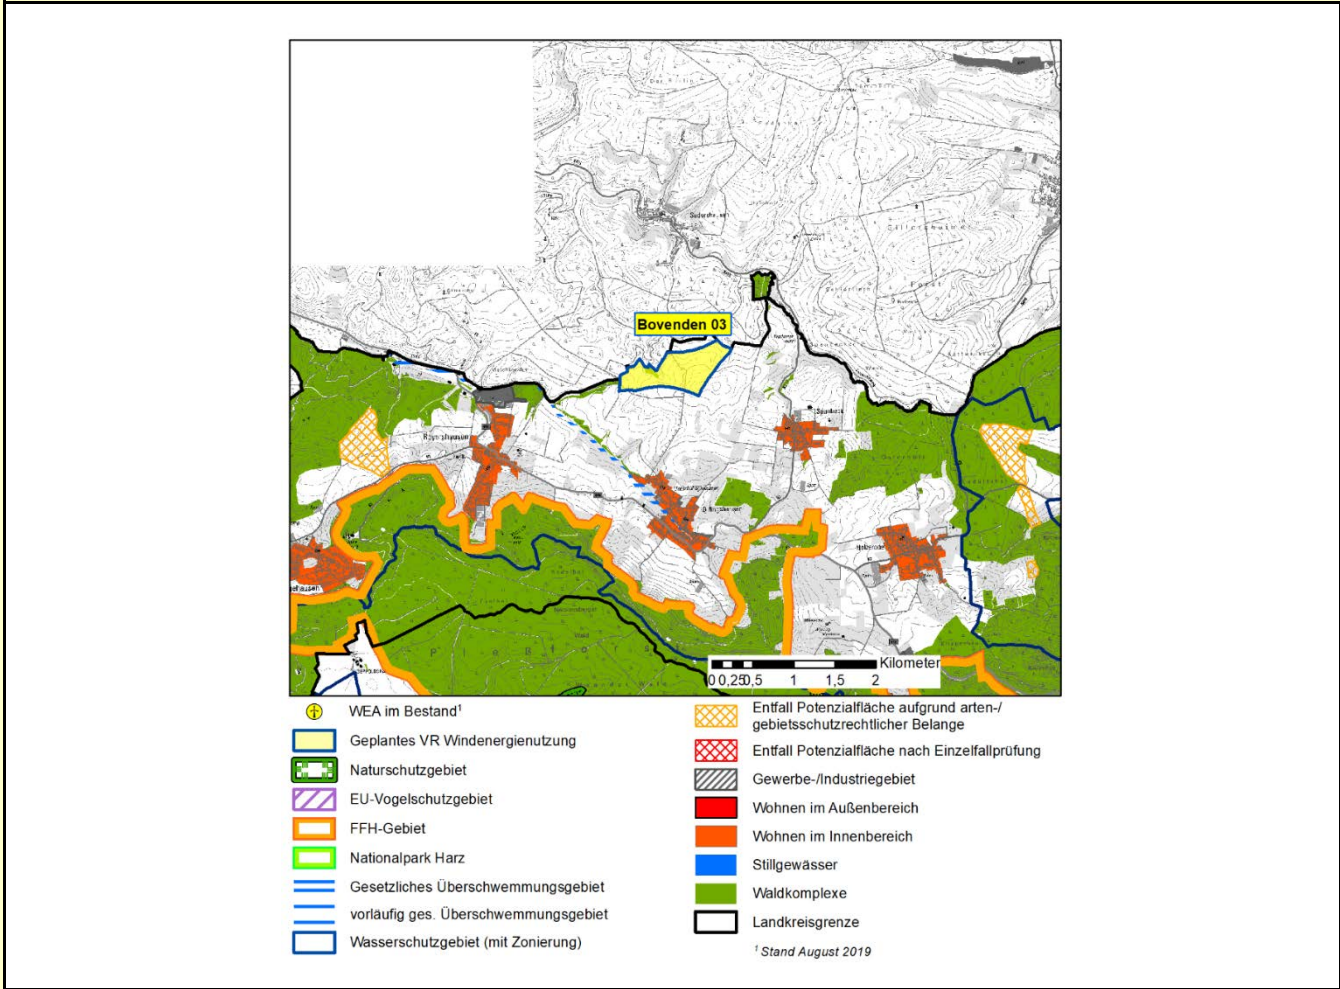 Bovenden 03
Kilometer
0 0,25 0,5 1 1,5 2
WEA im Bestand¹
Geplantes VR Windenergienutzung
Naturschutzgebiet
EU-Vogelschutzgebiet
FFH-Gebiet
Nationalpark Harz
Gesetzliches Überschwemmungsgebiet
vorläufig ges. Überschwemmungsgebiet
Wasserschutzgebiet (mit Zonierung)
Entfall Potenzialfläche aufgrund arten-/
gebietsschutzrechtlicher Belange
Entfall Potenzialfläche nach Einzelfallprüfung
Gewerbe-/Industriegebiet
Wohnen im Außenbereich
Wohnen im Innenbereich
Stillgewässer
Waldkomplexe
Landkreisgrenze
¹ Stand August 2019